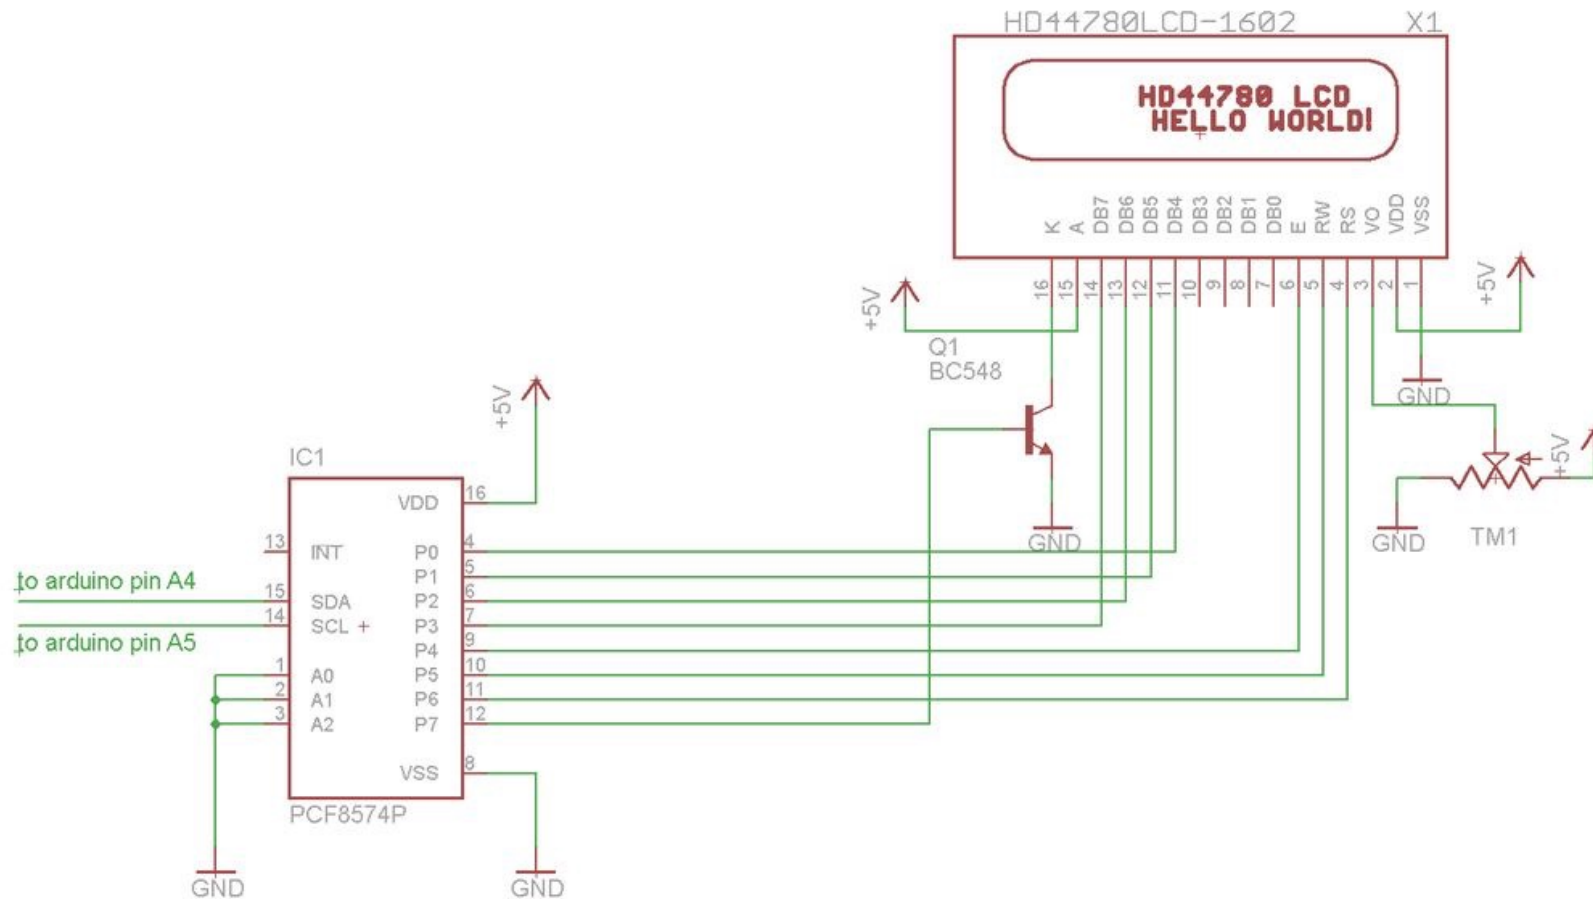 HD44780LCD-1602 X1
HD44780 LCD
HELLO WORLD!
K A DB7 DB6 DB5 DB4 DB3 DB2 DB1 DB0 E RW RS VO VDD VSS
16 15 14 13 12 11 10 9 8 7 6 5 4 3 2 1
+5V
+5V
Q1
BC548
GND
+5V
+5V
GND
GND
TM1
IC1
VDD 16
13 INT P0 4
to arduino pin A4
P1 5
15 SDA P2 6
14 SCL P3 7
to arduino pin A5
P4 9
1 A0 P5 10
2 A1 P6 11
3 A2 P7 12
VSS 8
PCF8574P
GND
GND